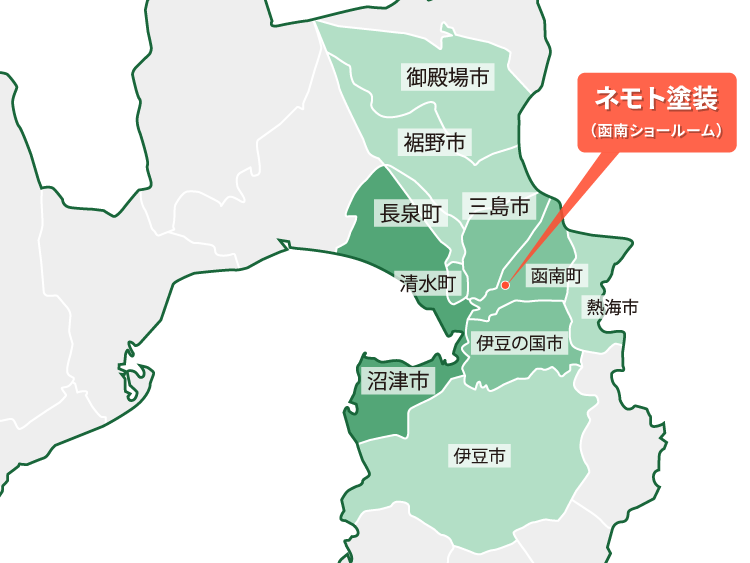 御殿場市
ネモト塗装
（函南ショールーム）
裾野市
三島市
長泉町
函南町
清水町
熱海市
伊豆の国市
沼津市
伊豆市